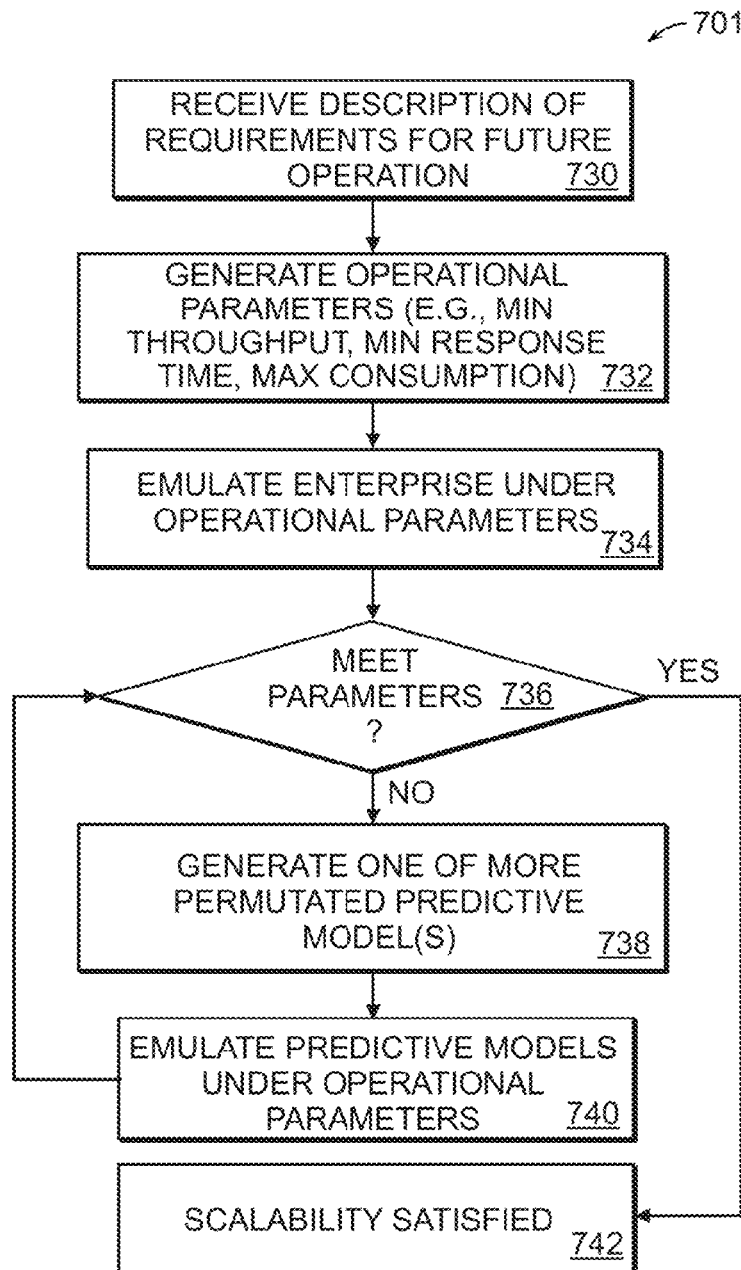 701
RECEIVE DESCRIPTION OF
REQUIREMENTS FOR FUTURE
OPERATION 730
GENERATE OPERATIONAL
PARAMETERS (E.G., MIN
THROUGHPUT, MIN RESPONSE
TIME, MAX CONSUMPTION) 732
EMULATE ENTERPRISE UNDER
OPERATIONAL PARAMETERS
734
MEET
PARAMETERS 736
?
YES
NO
GENERATE ONE OF MORE
PERMUTATED PREDICTIVE
MODEL(S) 738
EMULATE PREDICTIVE MODELS
UNDER OPERATIONAL
PARAMETERS 740
SCALABILITY SATISFIED
742